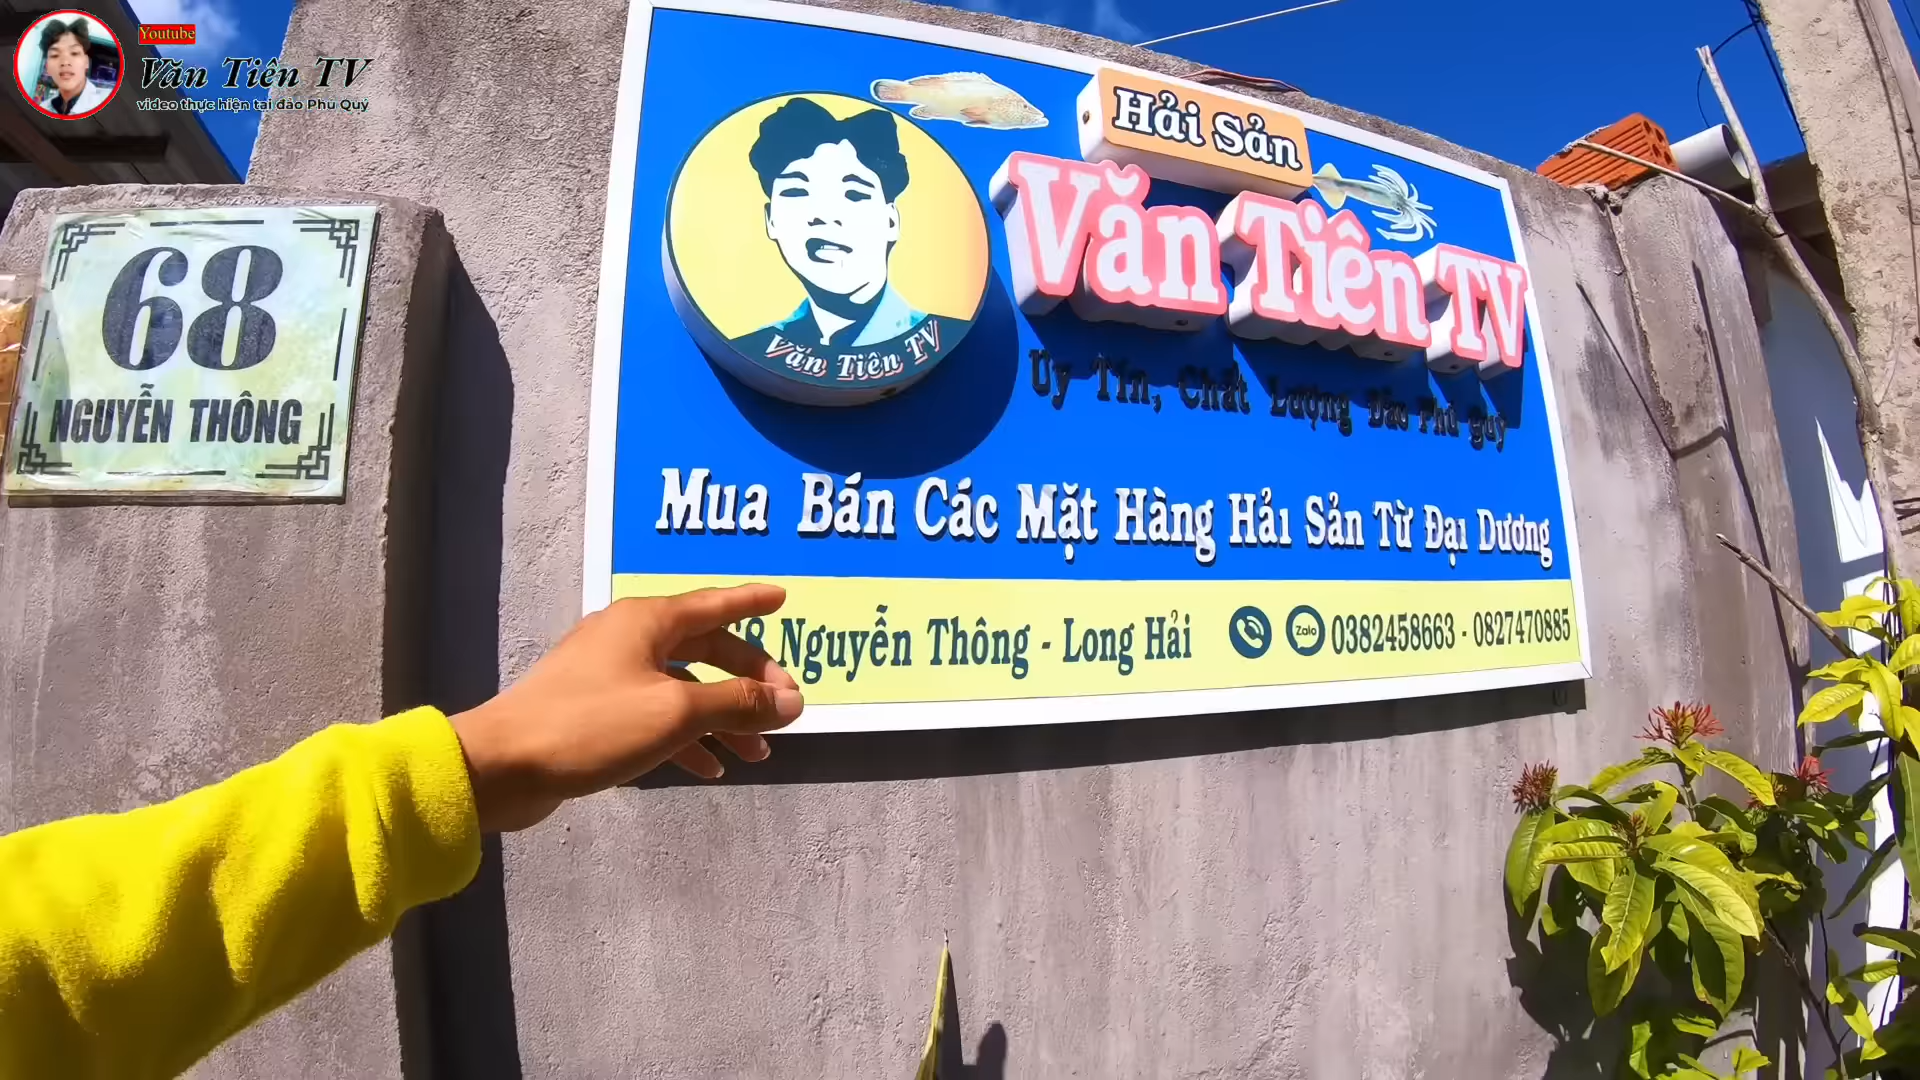 Youtube
Văn Tiên TV
video thực hiện tại đảo Phú Quý
68
NGUYỄN THÔNG
Hải Sản
Văn Tiên TV
Văn Tiên TV
Uy Tín, Chất Lượng Đảo Phú Quý
Mua Bán Các Mặt Hàng Hải Sản Từ Đại Dương
68 Nguyễn Thông - Long Hải
Zalo 0382458663 - 0827470885